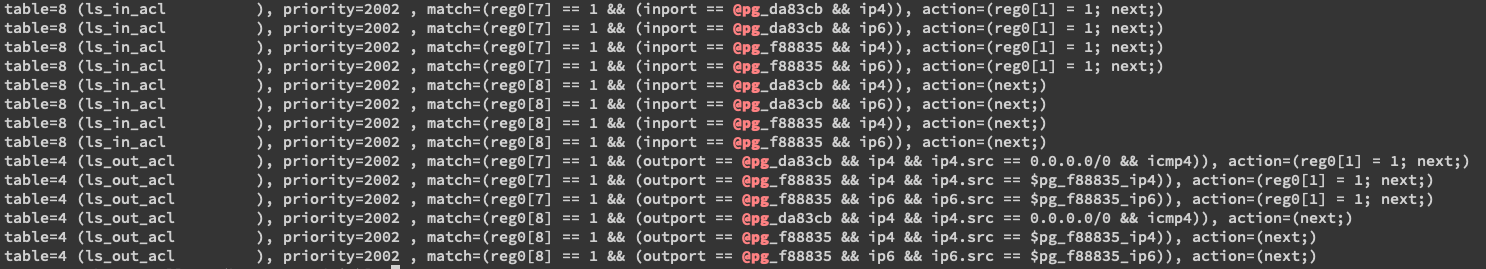 table=8 (ls_in_acl          ), priority=2002 , match=(reg0[7] == 1 && (inport == @pg_da83cb && ip4)), action=(reg0[1] = 1; next;)
table=8 (ls_in_acl          ), priority=2002 , match=(reg0[7] == 1 && (inport == @pg_da83cb && ip6)), action=(reg0[1] = 1; next;)
table=8 (ls_in_acl          ), priority=2002 , match=(reg0[7] == 1 && (inport == @pg_f88835 && ip4)), action=(reg0[1] = 1; next;)
table=8 (ls_in_acl          ), priority=2002 , match=(reg0[7] == 1 && (inport == @pg_f88835 && ip6)), action=(reg0[1] = 1; next;)
table=8 (ls_in_acl          ), priority=2002 , match=(reg0[8] == 1 && (inport == @pg_da83cb && ip4)), action=(next;)
table=8 (ls_in_acl          ), priority=2002 , match=(reg0[8] == 1 && (inport == @pg_da83cb && ip6)), action=(next;)
table=8 (ls_in_acl          ), priority=2002 , match=(reg0[8] == 1 && (inport == @pg_f88835 && ip4)), action=(next;)
table=8 (ls_in_acl          ), priority=2002 , match=(reg0[8] == 1 && (inport == @pg_f88835 && ip6)), action=(next;)
table=4 (ls_out_acl         ), priority=2002 , match=(reg0[7] == 1 && (outport == @pg_da83cb && ip4 && ip4.src == 0.0.0.0/0 && icmp4)), action=(reg0[1] = 1; next;)
table=4 (ls_out_acl         ), priority=2002 , match=(reg0[7] == 1 && (outport == @pg_f88835 && ip4 && ip4.src == $pg_f88835_ip4)), action=(reg0[1] = 1; next;)
table=4 (ls_out_acl         ), priority=2002 , match=(reg0[7] == 1 && (outport == @pg_f88835 && ip6 && ip6.src == $pg_f88835_ip6)), action=(reg0[1] = 1; next;)
table=4 (ls_out_acl         ), priority=2002 , match=(reg0[8] == 1 && (outport == @pg_da83cb && ip4 && ip4.src == 0.0.0.0/0 && icmp4)), action=(next;)
table=4 (ls_out_acl         ), priority=2002 , match=(reg0[8] == 1 && (outport == @pg_f88835 && ip4 && ip4.src == $pg_f88835_ip4)), action=(next;)
table=4 (ls_out_acl         ), priority=2002 , match=(reg0[8] == 1 && (outport == @pg_f88835 && ip6 && ip6.src == $pg_f88835_ip6)), action=(next;)